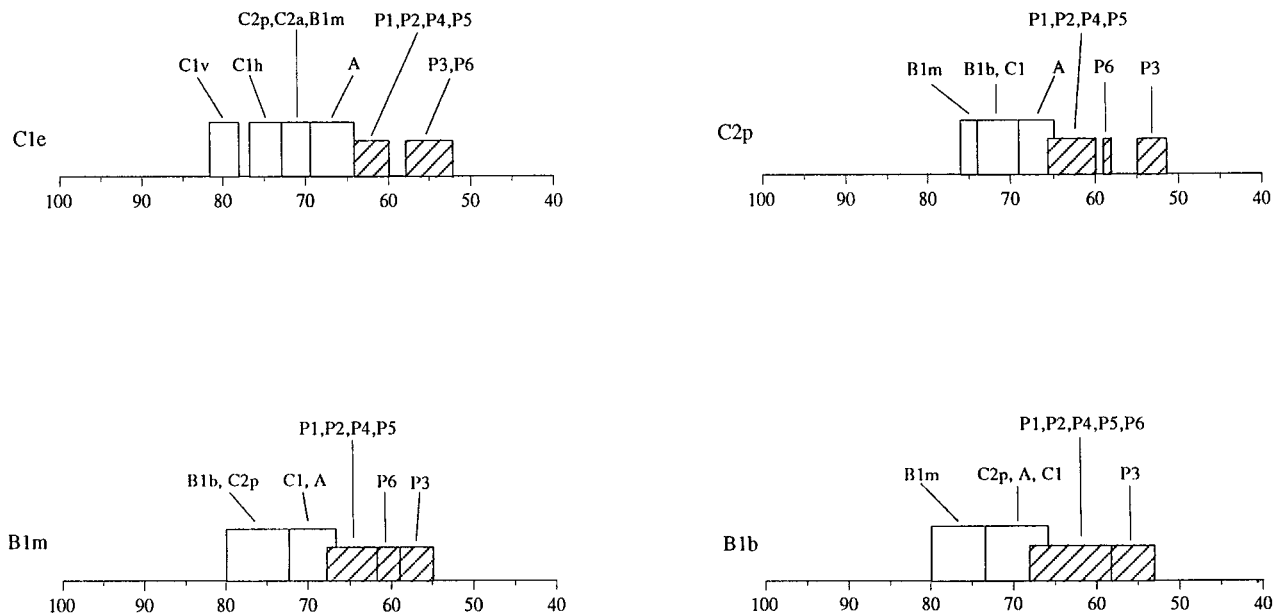 C2p,C2a,B1m P1,P2,P4,P5
C1v C1h A P3,P6
C1e
100 90 80 70 60 50 40
P1,P2,P4,P5
B1m B1b, C1 A P6 P3
C2p
100 90 80 70 60 50 40
P1,P2,P4,P5
B1b, C2p C1, A P6 P3
B1m
100 90 80 70 60 50 40
P1,P2,P4,P5,P6
B1m C2p, A, C1 P3
B1b
100 90 80 70 60 50 40